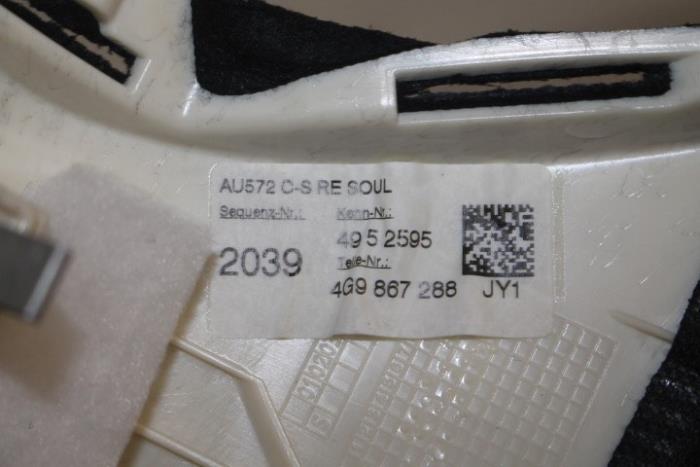 AU572 C-S RE SOUL
Sequenz-Nr.: Kenn-Nr.:
2039 49 5 2595
Teile-Nr.:
4G9 867 288 JY1